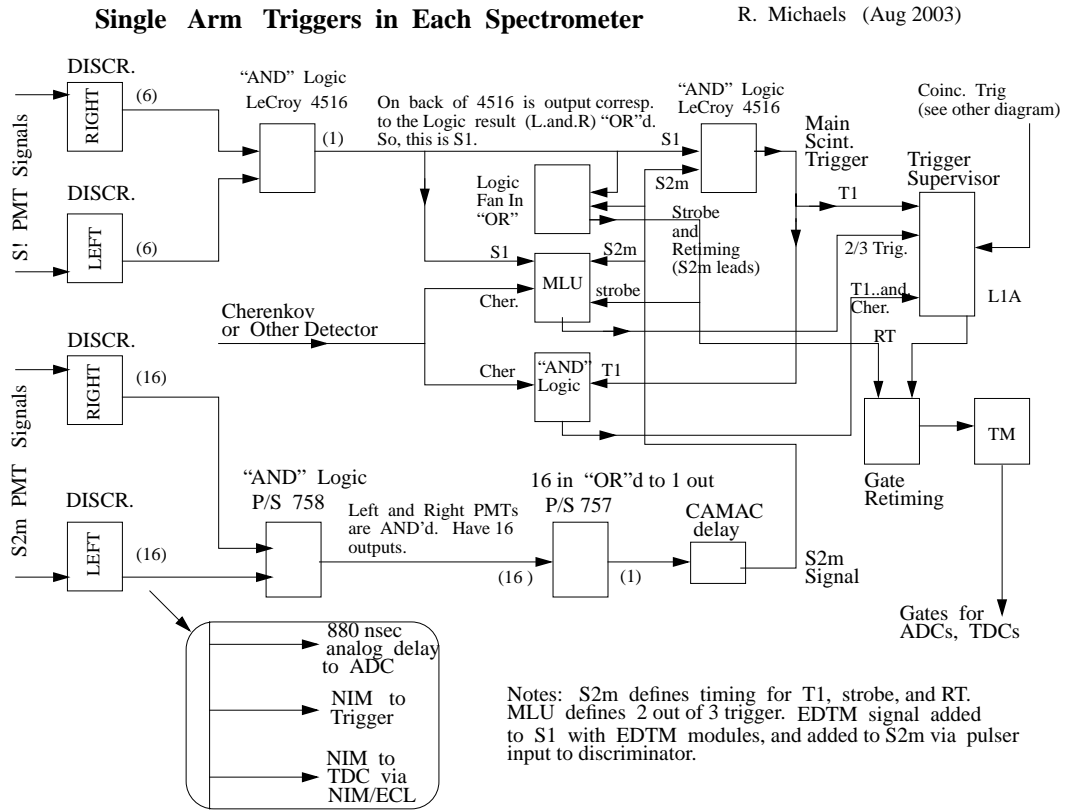 Single Arm Triggers in Each Spectrometer
R. Michaels (Aug 2003)
DISCR.
RIGHT
(6)
"AND" Logic
LeCroy 4516
(1)
On back of 4516 is output corresp.
to the Logic result (L.and.R) "OR"d.
So, this is S1.
S1
"AND" Logic
LeCroy 4516
Main
Scint.
Trigger
Coinc. Trig
(see other diagram)
Trigger
Supervisor
S! PMT Signals
DISCR.
LEFT
(6)
Logic
Fan In
"OR"
S2m
Strobe
and
Retiming
(S2m leads)
T1
2/3 Trig.
S1
S2m
MLU
Cher.
strobe
T1..and.
Cher.
L1A
Cherenkov
or Other Detector
RT
Cher
"AND"
Logic
T1
DISCR.
RIGHT
(16)
S2m PMT Signals
DISCR.
LEFT
(16)
"AND" Logic
P/S 758
Left and Right PMTs
are AND'd. Have 16
outputs.
(16 )
16 in "OR"d to 1 out
P/S 757
(1)
CAMAC
delay
S2m
Signal
Gate
Retiming
TM
Gates for
ADCs, TDCs
880 nsec
analog delay
to ADC
NIM to
Trigger
NIM to
TDC via
NIM/ECL
Notes: S2m defines timing for T1, strobe, and RT.
MLU defines 2 out of 3 trigger. EDTM signal added
to S1 with EDTM modules, and added to S2m via pulser
input to discriminator.